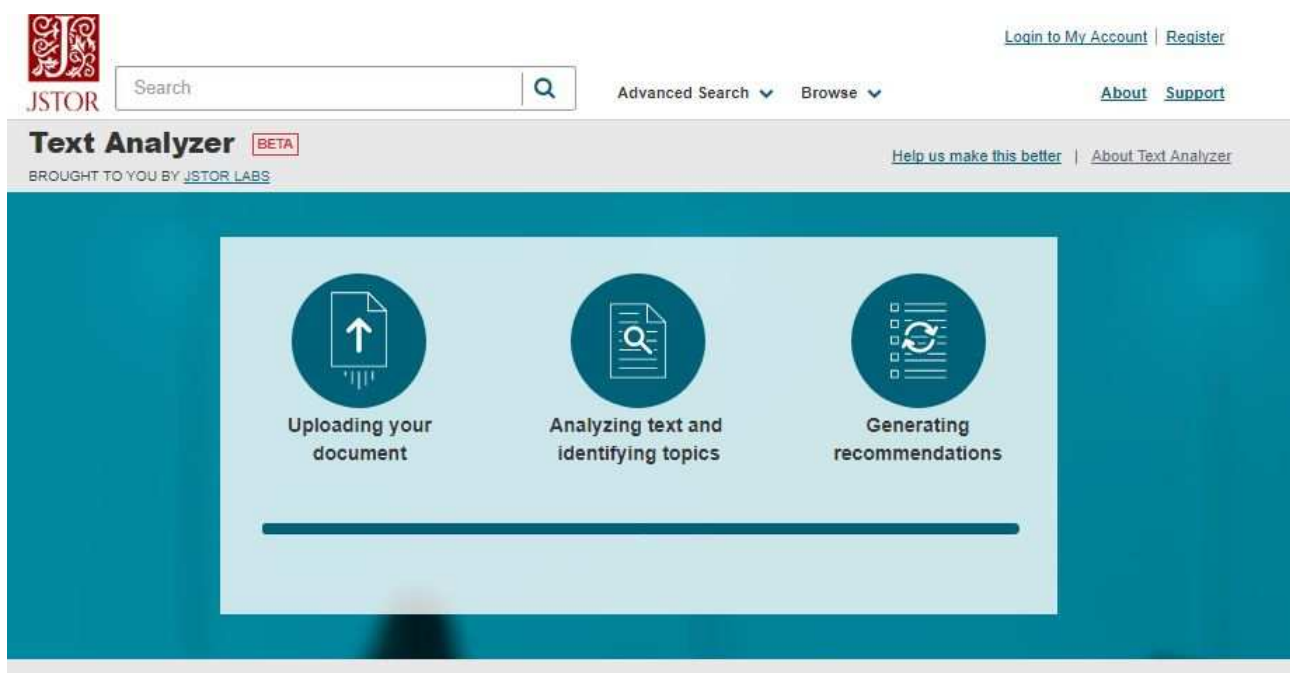 Login to My Account | Register
JSTOR
Search
Advanced Search
Browse
About Support
Text Analyzer BETA
Help us make this better | About Text Analyzer
BROUGHT TO YOU BY JSTOR LABS
Uploading your
document
Analyzing text and
identifying topics
Generating
recommendations